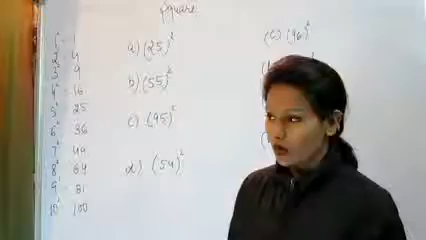 Square
1² 1
2² 4
3² 9
4² 16
5² 25
6² 36
7² 49
8² 64
9² 81
10² 100
a) (25)²
b) (55)²
c) (95)²
d) (54)²
(e) (96)²